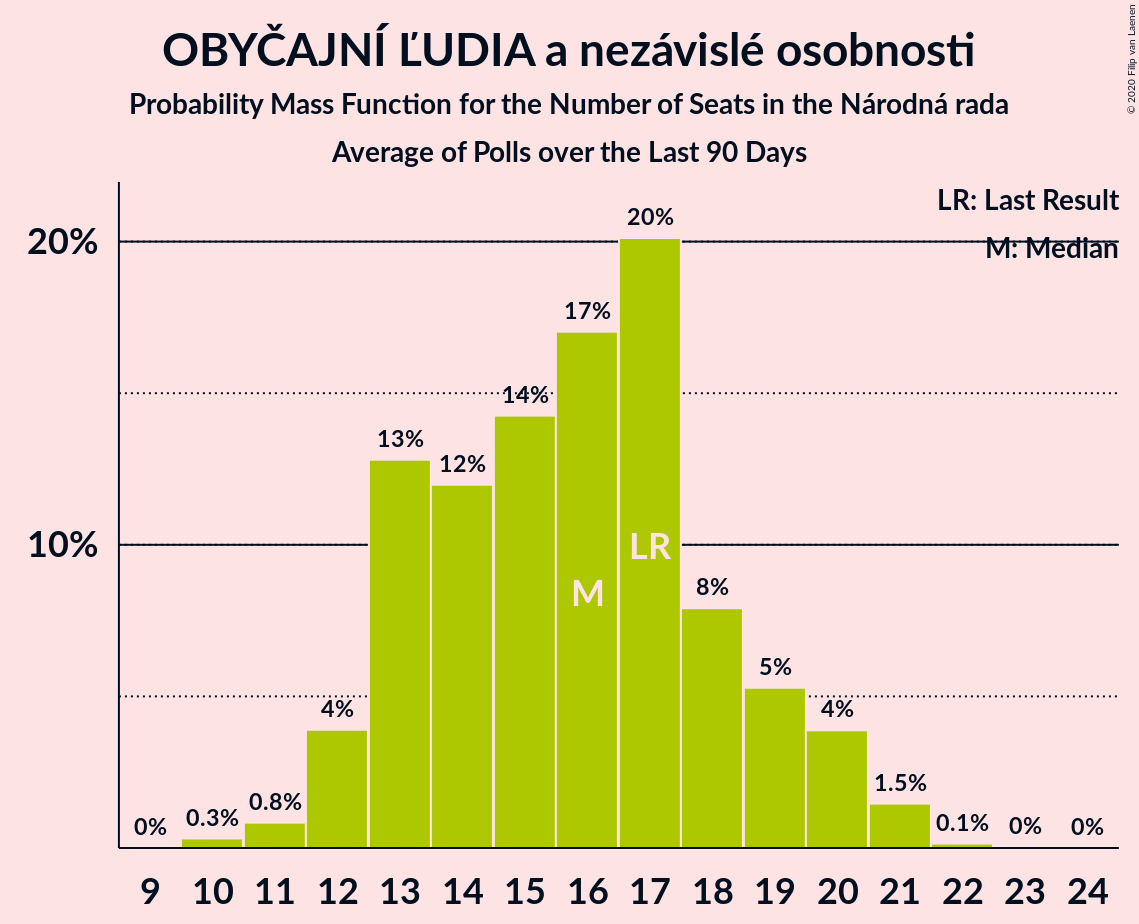 OBYČAJNÍ ĽUDIA a nezávislé osobnosti
Probability Mass Function for the Number of Seats in the Národná rada
Average of Polls over the Last 90 Days
© 2020 Filip van Laenen
LR: Last Result
M: Median
20%
10%
0%
0.3%
0.8%
4%
13%
12%
14%
17%
20%
8%
5%
4%
1.5%
0.1%
0%
0%
LR
M
9 10 11 12 13 14 15 16 17 18 19 20 21 22 23 24